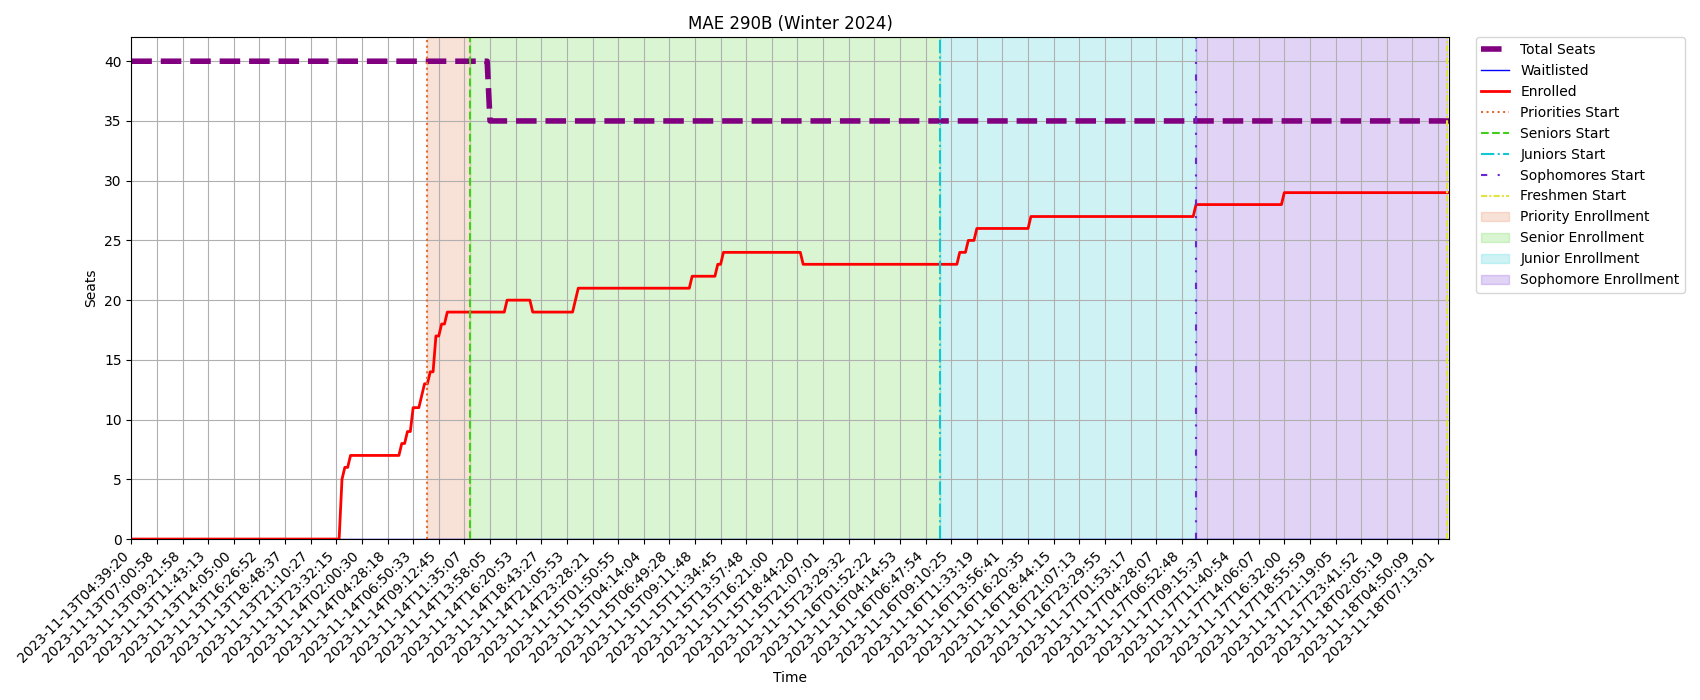 MAE 290B (Winter 2024)
Total Seats
Waitlisted
Enrolled
Priorities Start
Seniors Start
Juniors Start
Sophomores Start
Freshmen Start
Priority Enrollment
Senior Enrollment
Junior Enrollment
Sophomore Enrollment
Seats
40
35
30
25
20
15
10
5
0
2023-11-13T04:39:20
2023-11-13T07:00:58
2023-11-13T09:21:58
2023-11-13T11:43:13
2023-11-13T14:05:00
2023-11-13T16:26:52
2023-11-13T18:48:37
2023-11-13T21:10:27
2023-11-13T23:32:15
2023-11-14T02:00:30
2023-11-14T04:28:18
2023-11-14T06:50:33
2023-11-14T09:12:45
2023-11-14T11:35:07
2023-11-14T13:58:05
2023-11-14T16:20:53
2023-11-14T18:43:27
2023-11-14T21:05:53
2023-11-14T23:28:21
2023-11-15T01:50:55
2023-11-15T04:14:04
2023-11-15T06:49:28
2023-11-15T09:11:48
2023-11-15T11:34:45
2023-11-15T13:57:48
2023-11-15T16:21:00
2023-11-15T18:44:20
2023-11-15T21:07:01
2023-11-15T23:29:32
2023-11-16T01:52:22
2023-11-16T04:14:53
2023-11-16T06:47:54
2023-11-16T09:10:25
2023-11-16T11:33:19
2023-11-16T13:56:41
2023-11-16T16:20:35
2023-11-16T18:44:15
2023-11-16T21:07:13
2023-11-16T23:29:55
2023-11-17T01:53:17
2023-11-17T04:28:07
2023-11-17T06:52:48
2023-11-17T09:15:37
2023-11-17T11:40:54
2023-11-17T14:06:07
2023-11-17T16:32:00
2023-11-17T18:55:59
2023-11-17T21:19:05
2023-11-17T23:41:52
2023-11-18T02:05:19
2023-11-18T04:50:09
2023-11-18T07:13:01
Time